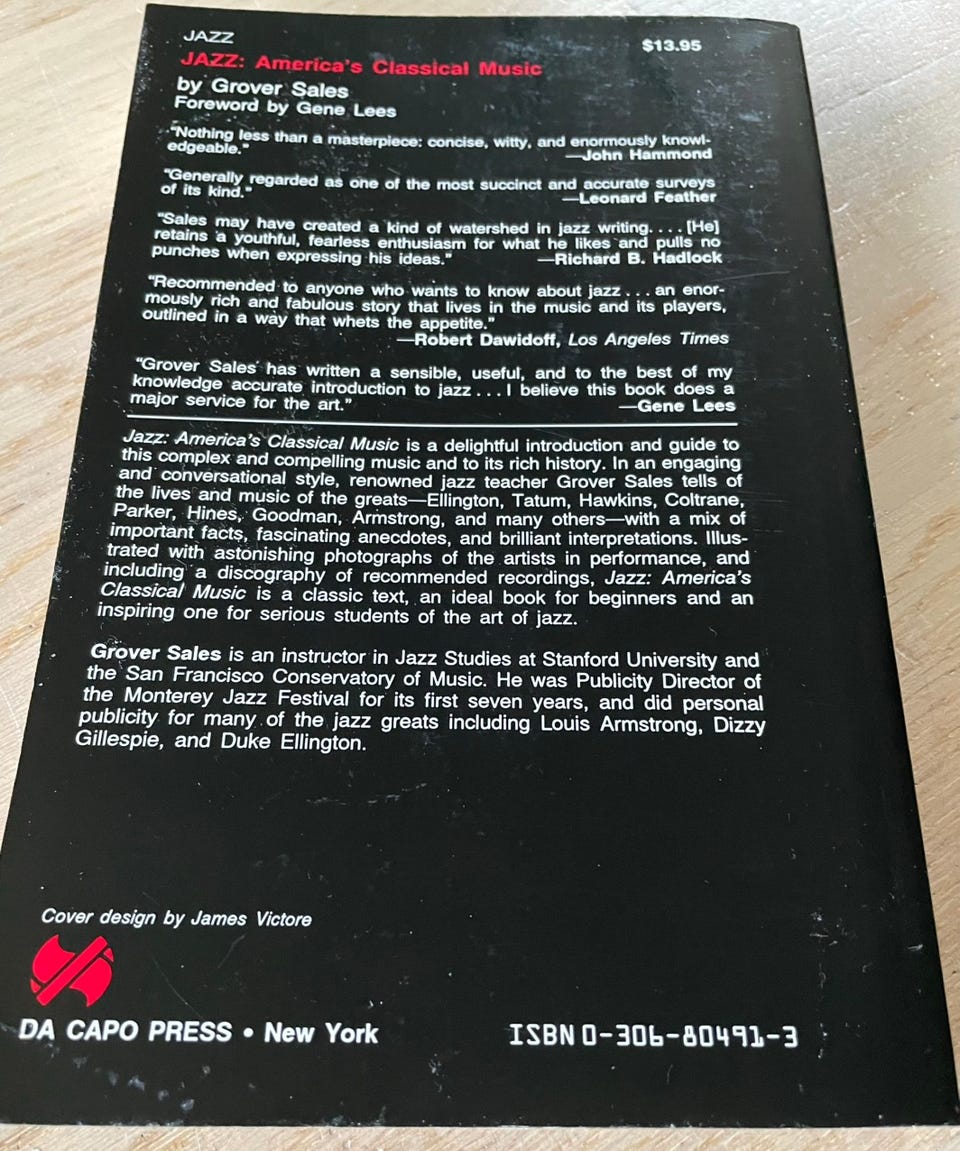 JAZZ
$13.95
JAZZ: America's Classical Music
by Grover Sales
Foreword by Gene Lees
"Nothing less than a masterpiece: concise, witty, and enormously knowl-
edgeable."
—John Hammond
"Generally regarded as one of the most succinct and accurate surveys
of its kind."
—Leonard Feather
"Sales may have created a kind of watershed in jazz writing.... [He]
retains a youthful, fearless enthusiasm for what he likes and pulls no
punches when expressing his ideas." —Richard B. Hadlock
"Recommended to anyone who wants to know about jazz... an enor-
mously rich and fabulous story that lives in the music and its players,
outlined in a way that whets the appetite."
—Robert Dawidoff, Los Angeles Times
"Grover Sales has written a sensible, useful, and to the best of my
knowledge accurate introduction to jazz... I believe this book does a
major service for the art." —Gene Lees
Jazz: America's Classical Music is a delightful introduction and guide to
this complex and compelling music and to its rich history. In an engaging
and conversational style, renowned jazz teacher Grover Sales tells of
the lives and music of the greats—Ellington, Tatum, Hawkins, Coltrane,
Parker, Hines, Goodman, Armstrong, and many others—with a mix of
important facts, fascinating anecdotes, and brilliant interpretations. Illus-
trated with astonishing photographs of the artists in performance, and
including a discography of recommended recordings, Jazz: America's
Classical Music is a classic text, an ideal book for beginners and an
inspiring one for serious students of the art of jazz.
Grover Sales is an instructor in Jazz Studies at Stanford University and
the San Francisco Conservatory of Music. He was Publicity Director of
the Monterey Jazz Festival for its first seven years, and did personal
publicity for many of the jazz greats including Louis Armstrong, Dizzy
Gillespie, and Duke Ellington.
Cover design by James Victore
DA CAPO PRESS • New York
ISBN 0-306-80491-3